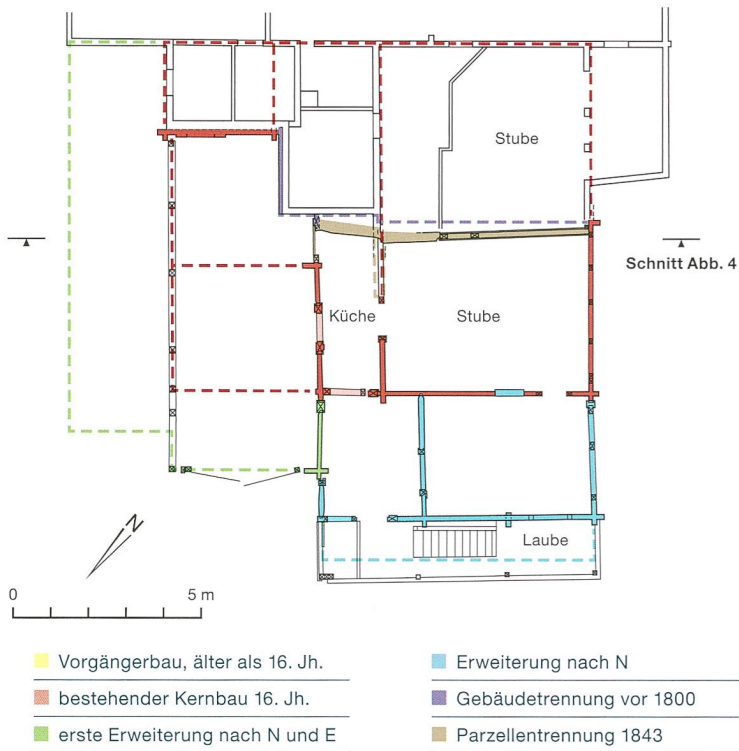 Stube
Schnitt Abb. 4
Küche
Stube
N
Laube
0 5 m
Vorgängerbau, älter als 16. Jh.
bestehender Kernbau 16. Jh.
erste Erweiterung nach N und E
Erweiterung nach N
Gebäudetrennung vor 1800
Parzellentrennung 1843